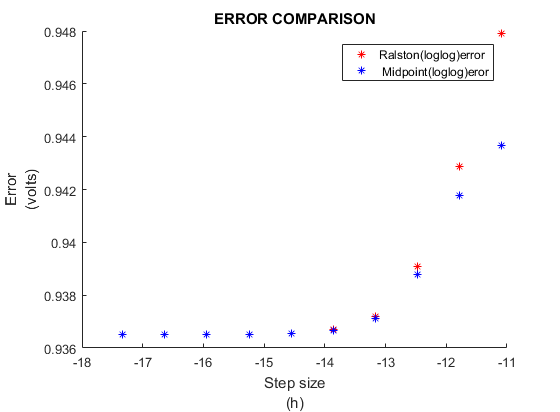 ERROR COMPARISON
0.948
0.946
0.944
0.942
0.94
0.938
0.936
Error
(volts)
Ralston(loglog)error
Midpoint(loglog)eror
-18 -17 -16 -15 -14 -13 -12 -11
Step size
(h)